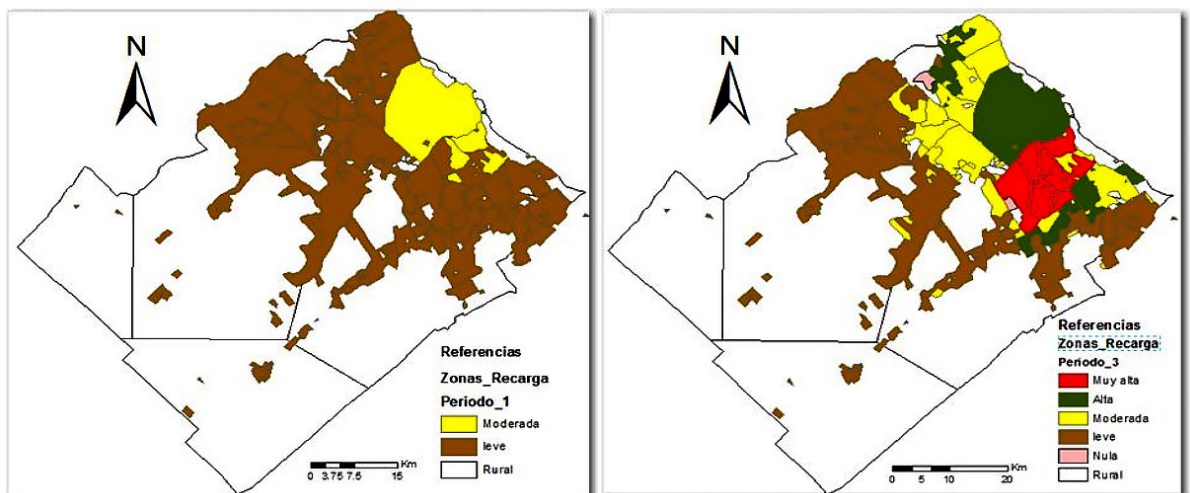 N
Referencias
Zonas_Recarga
Periodo_1
Moderada
leve
Rural
0 3.75 7.5 15 Km
N
Referencias
Zonas_Recarga
Periodo_3
Muy alta
Alta
Moderada
leve
Nula
Rural
0 5 10 20 Km